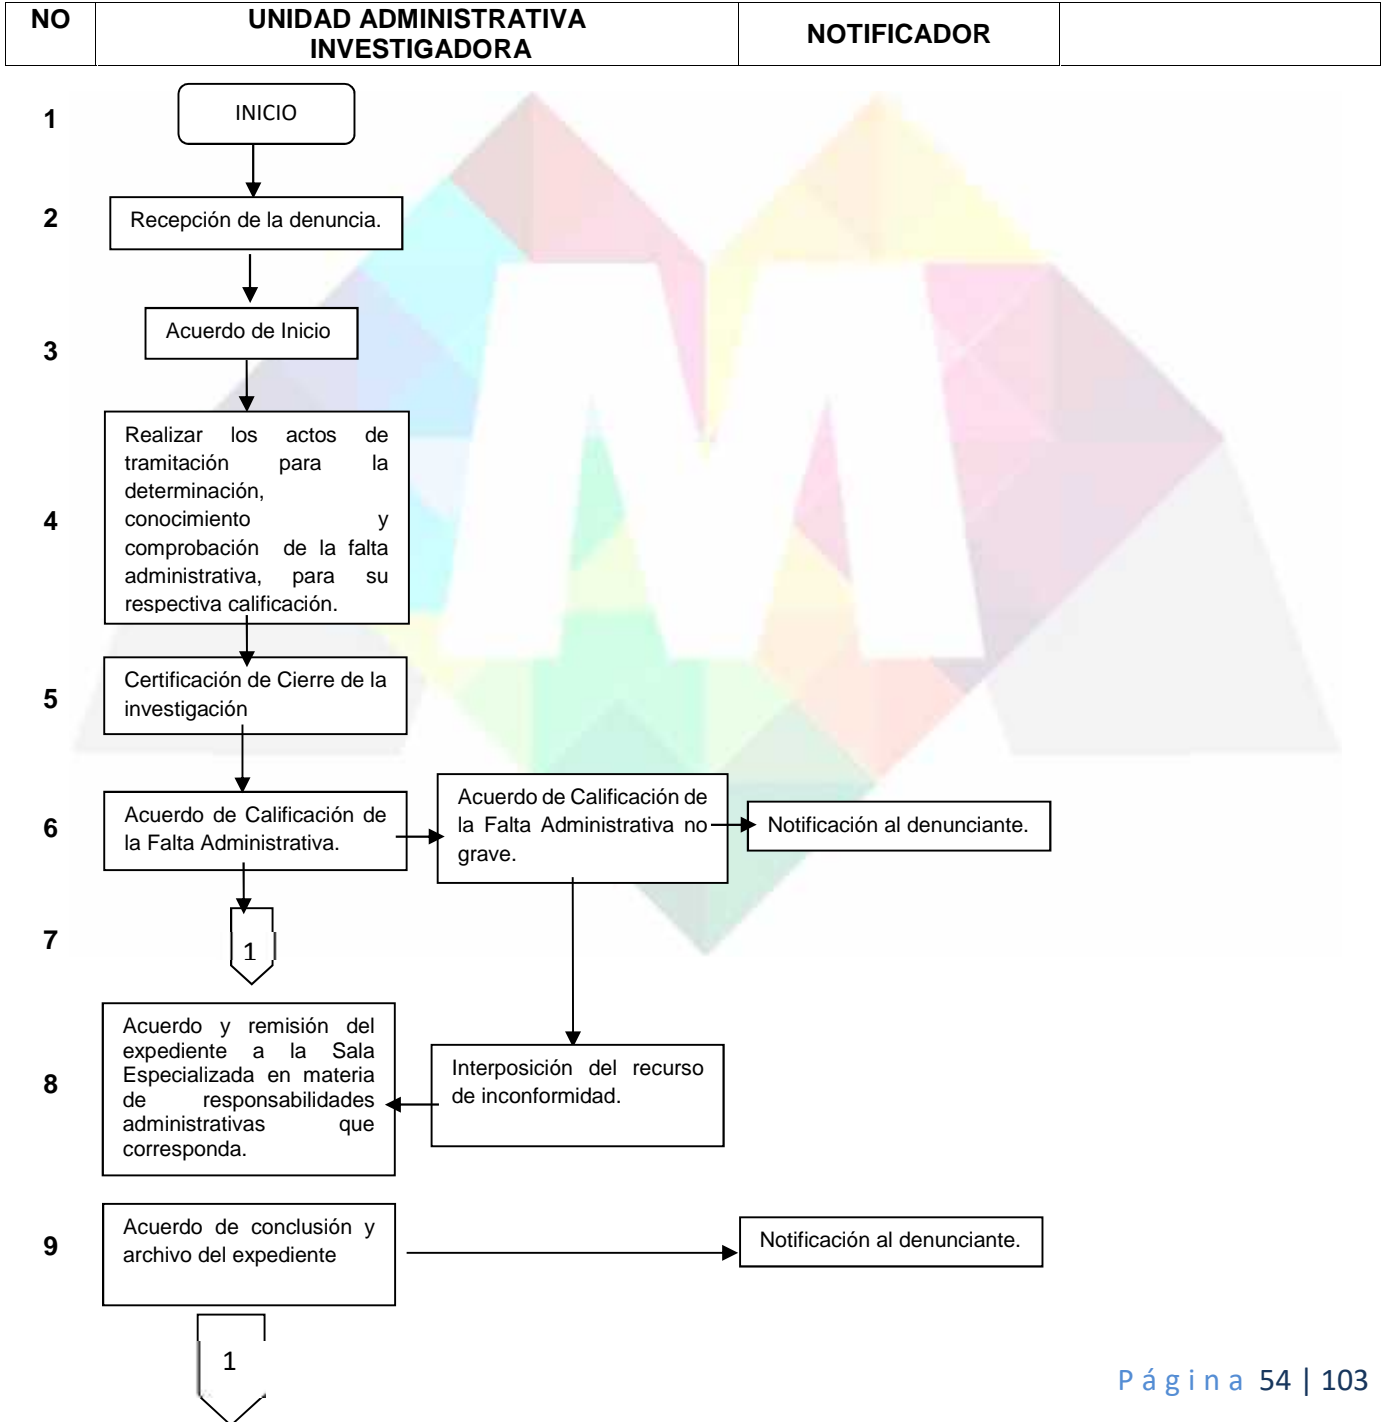 NO
UNIDAD ADMINISTRATIVA
INVESTIGADORA
NOTIFICADOR
1
INICIO
2
Recepción de la denuncia.
3
Acuerdo de Inicio
4
Realizar los actos de
tramitación para la
determinación,
conocimiento y
comprobación de la falta
administrativa, para su
respectiva calificación.
5
Certificación de Cierre de la
investigación
6
Acuerdo de Calificación de
la Falta Administrativa.
Acuerdo de Calificación de
la Falta Administrativa no
grave.
Notificación al denunciante.
7
1
8
Acuerdo y remisión del
expediente a la Sala
Especializada en materia
de responsabilidades
administrativas que
corresponda.
Interposición del recurso
de inconformidad.
9
Acuerdo de conclusión y
archivo del expediente
Notificación al denunciante.
1
Página 54 | 103
M